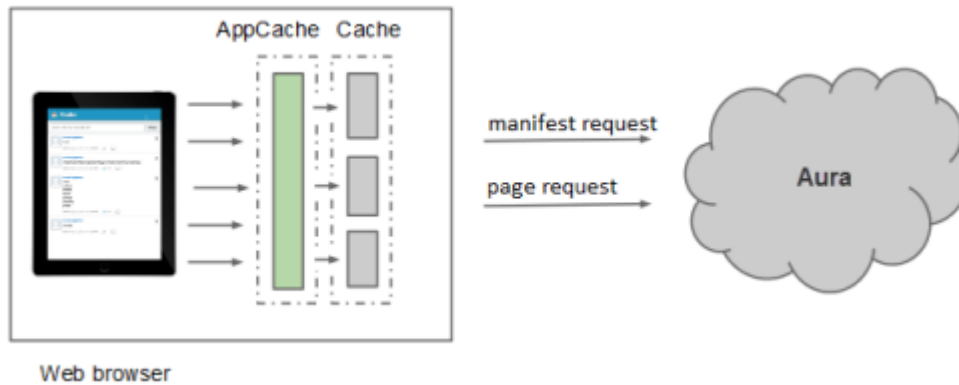 AppCache Cache
manifest request
page request
Aura
Web browser